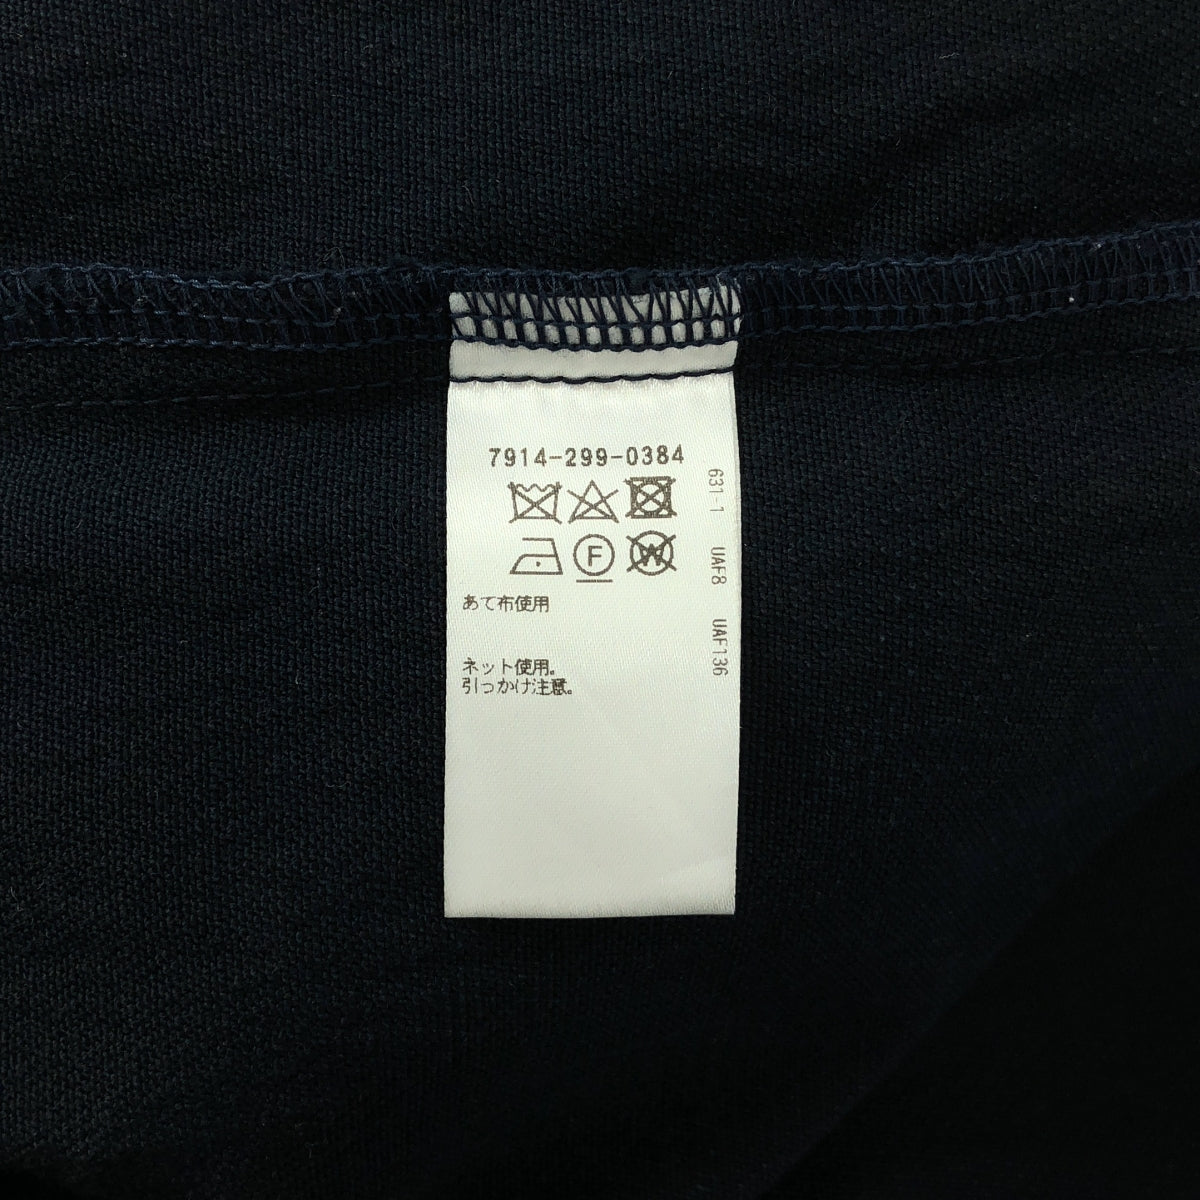 7914-299-0384
F
W
あて布使用
ネット使用。
引っかけ注意。
631-1 UAF8 UAF136